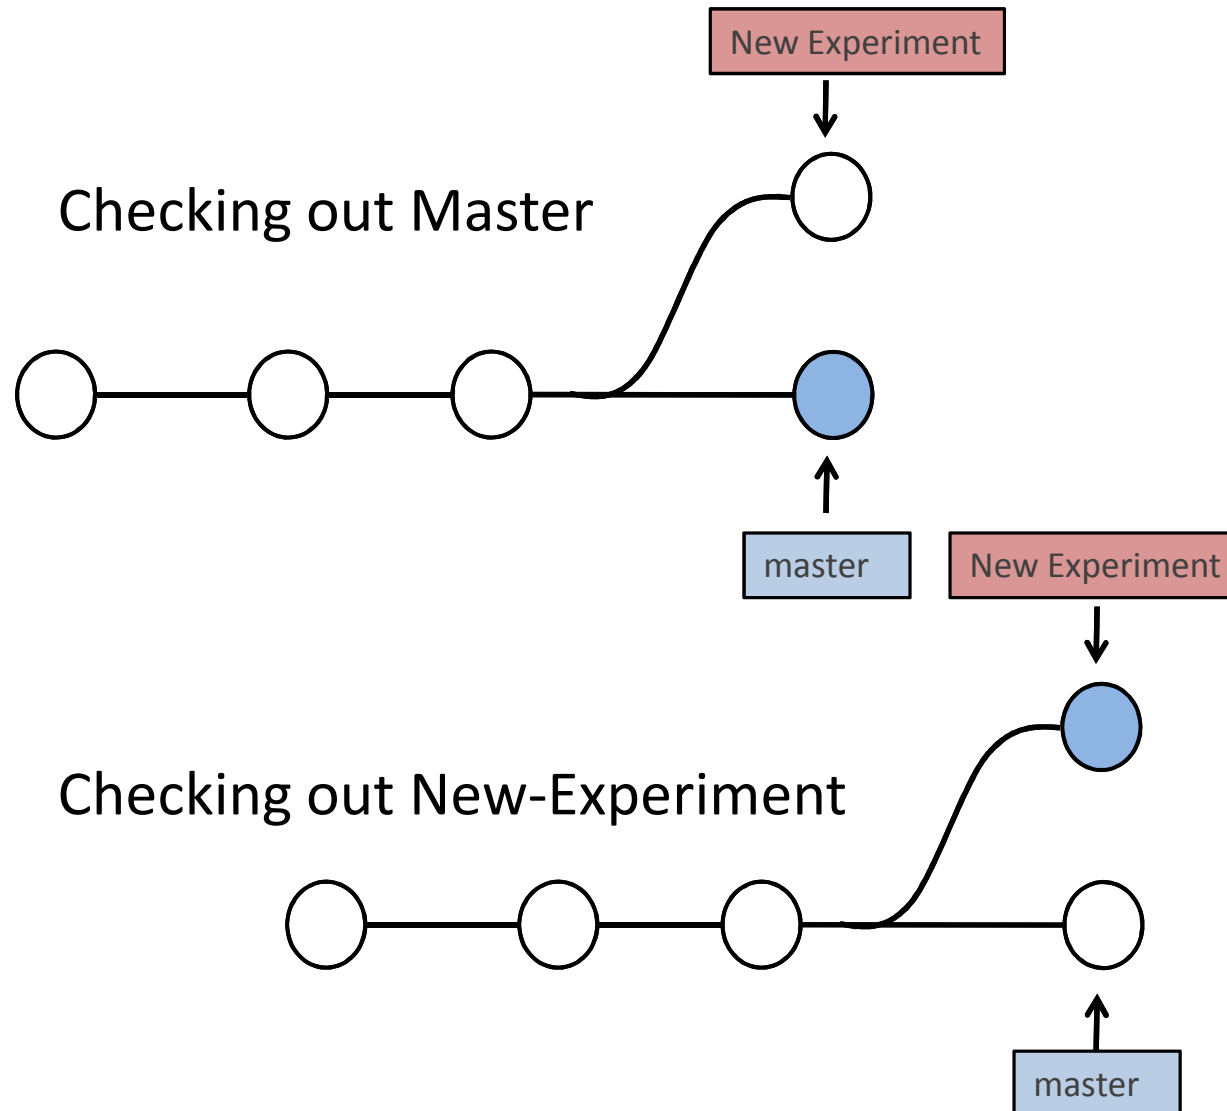 New Experiment
Checking out Master
master
New Experiment
Checking out New-Experiment
master